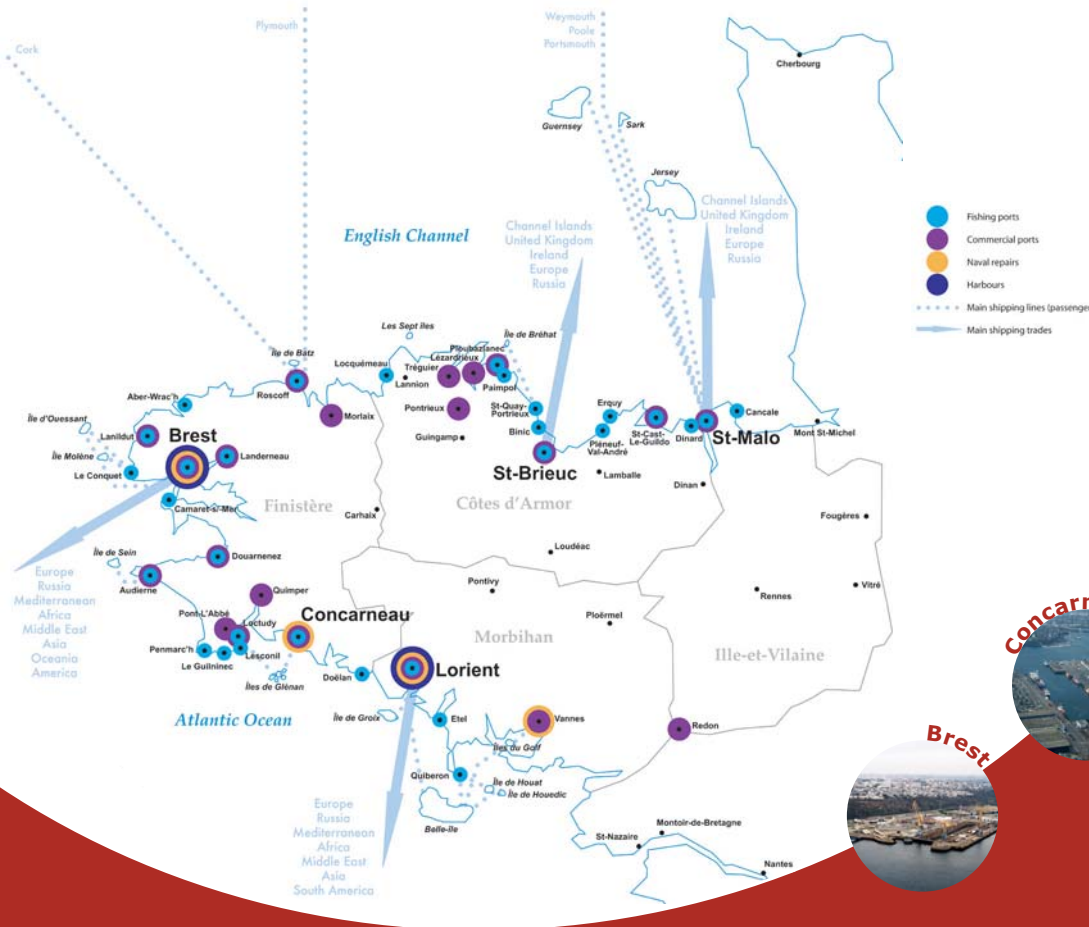 Cork
Plymouth
Weymouth
Poole
Portsmouth
Cherbourg
Guernsey
Sark
Jersey
English Channel
Channel Islands
United Kingdom
Ireland
Europe
Russia
Channel Islands
United Kingdom
Ireland
Europe
Russia
Fishing ports
Commercial ports
Naval repairs
Harbours
Main shipping lines (passenger
Main shipping trades
Les Sept îles
Île de Bréhat
Île de Batz
Roscoff
Locquémeau
Lannion
Tréguier
Lézardrieux
Ploubazlanec
Paimpol
Pontrieux
Guingamp
St-Quay-
Portrieux
Binic
Erquy
Pléneuf-
Val-André
St-Cast-
Le-Guildo
Dinard
St-Malo
Cancale
Mont St-Michel
Aber-Wrac'h
Morlaix
Île d'Ouessant
Lanildut
Brest
Île Molène
Landerneau
Le Conquet
St-Brieuc
Lamballe
Dinan
Camaret-s/-Mer
Finistère
Côtes d'Armor
Carhaix
Fougères
Loudéac
Île de Sein
Douarnenez
Audierne
Quimper
Pontivy
Rennes
Vitré
Europe
Russia
Mediterranean
Africa
Middle East
Asia
Oceania
America
Pont-L'Abbé
Loctudy
Concarneau
Ploërmel
Morbihan
Ille-et-Vilaine
Penmarc'h
Le Guilninec
Lesconil
Îles de Glénan
Doëlan
Lorient
Atlantic Ocean
Île de Groix
Etel
Vannes
Redon
Îles du Golf
Quiberon
Île de Houat
Île de Houedic
Belle-île
Europe
Russia
Mediterranean
Africa
Middle East
Asia
South America
St-Nazaire
Montoir-de-Bretagne
Nantes
Brest
Concarn